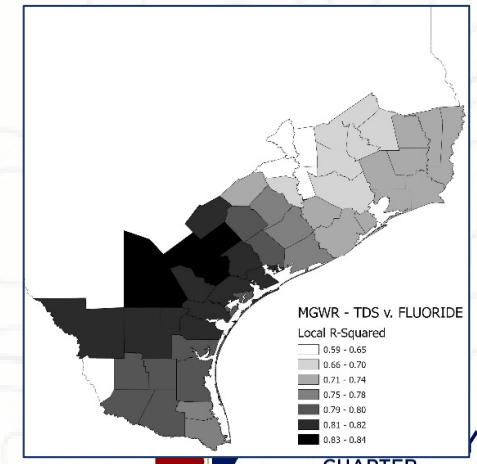 MGWR - TDS v. FLUORIDE
Local R-Squared
0.59 - 0.65
0.66 - 0.70
0.71 - 0.74
0.75 - 0.78
0.79 - 0.80
0.81 - 0.82
0.83 - 0.84
CHAPTER